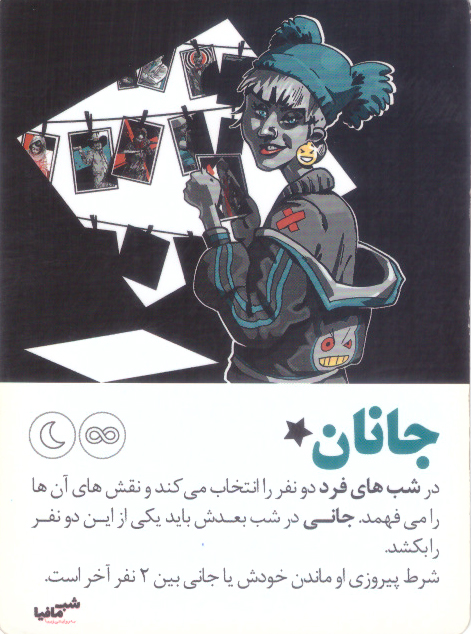 جانان
در شب های فرد دو نفر را انتخاب می کند و نقش های آن ها
را می فهمد. جانی در شب بعدش باید یکی از این دو نفر
را بکشد.
شرط پیروزی او ماندن خودش یا جانی بین ۲ نفر آخر است.
شب
مافیا